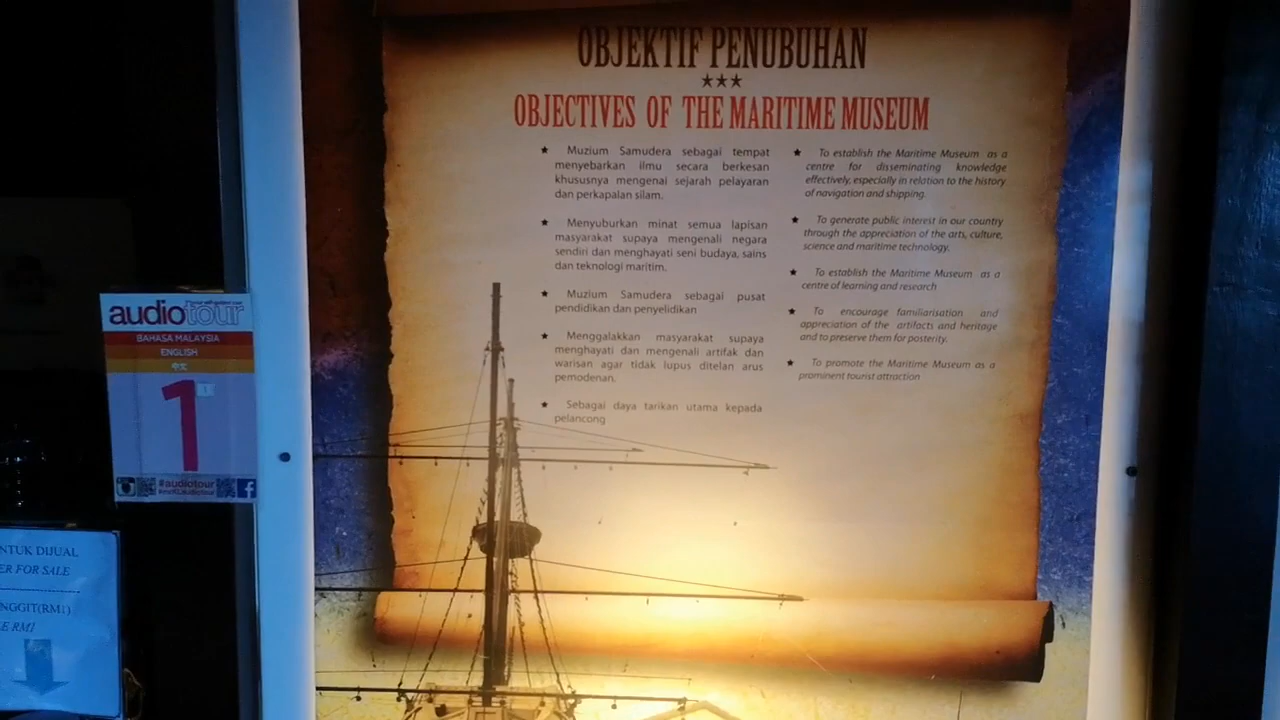 OBJEKTIF PENUBUHAN
OBJECTIVES OF THE MARITIME MUSEUM
Muzium Samudera sebagai tempat
menyebarkan ilmu secara berkesan
khususnya mengenai sejarah pelayaran
dan perkapalan silam.
Menyuburkan minat semua lapisan
masyarakat supaya mengenali negara
sendiri dan menghayati seni budaya, sains
dan teknologi maritim.
Muzium Samudera sebagai pusat
pendidikan dan penyelidikan
Menggalakkan masyarakat supaya
menghayati dan mengenali artifak dan
warisan agar tidak lupus ditelan arus
pemodenan.
Sebagai daya tarikan utama kepada
pelancong
To establish the Maritime Museum as a
centre for disseminating knowledge
effectively, especially in relation to the history
of navigation and shipping.
To generate public interest in our country
through the appreciation of the arts, culture,
science and maritime technology.
To establish the Maritime Museum as a
centre of learning and research
To encourage familiarisation and
appreciation of the artifacts and heritage
and to preserve them for posterity.
To promote the Maritime Museum as a
prominent tourist attraction
audiotour
BAHASA MALAYSIA
ENGLISH
中文
1
#audiotour
NTUK DIJUAL
ER FOR SALE
NGGIT(RM1)
E RM1